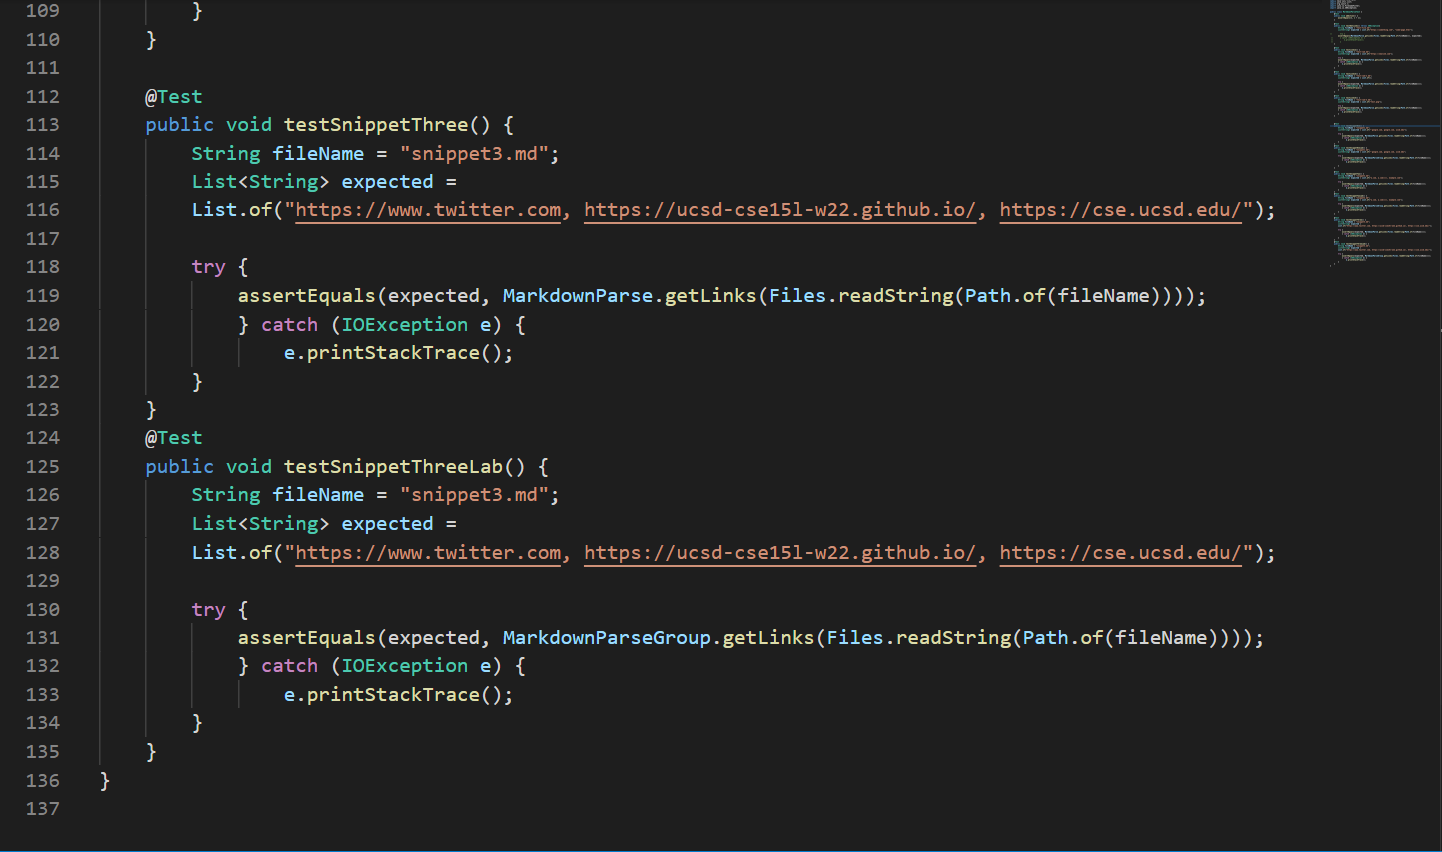 109 }
110 }
111
112 @Test
113 public void testSnippetThree() {
114 String fileName = "snippet3.md";
115 List<String> expected =
116 List.of("https://www.twitter.com, https://ucsd-cse15l-w22.github.io/, https://cse.ucsd.edu/");
117
118 try {
119 assertEquals(expected, MarkdownParse.getLinks(Files.readString(Path.of(fileName))));
120 } catch (IOException e) {
121 e.printStackTrace();
122 }
123 }
124 @Test
125 public void testSnippetThreeLab() {
126 String fileName = "snippet3.md";
127 List<String> expected =
128 List.of("https://www.twitter.com, https://ucsd-cse15l-w22.github.io/, https://cse.ucsd.edu/");
129
130 try {
131 assertEquals(expected, MarkdownParseGroup.getLinks(Files.readString(Path.of(fileName))));
132 } catch (IOException e) {
133 e.printStackTrace();
134 }
135 }
136 }
137